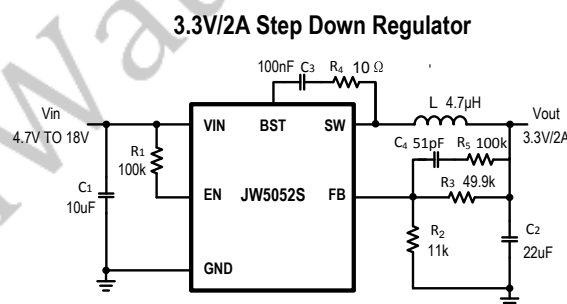 3.3V/2A Step Down Regulator
100nF C3 R4 10 Ω
Vin
4.7V TO 18V
L 4.7μH
Vout
3.3V/2A
VIN BST SW
R1
100k
C4 51pF R5 100k
R3 49.9k
C1
10uF
EN JW5052S FB
R2
11k
C2
22uF
GND